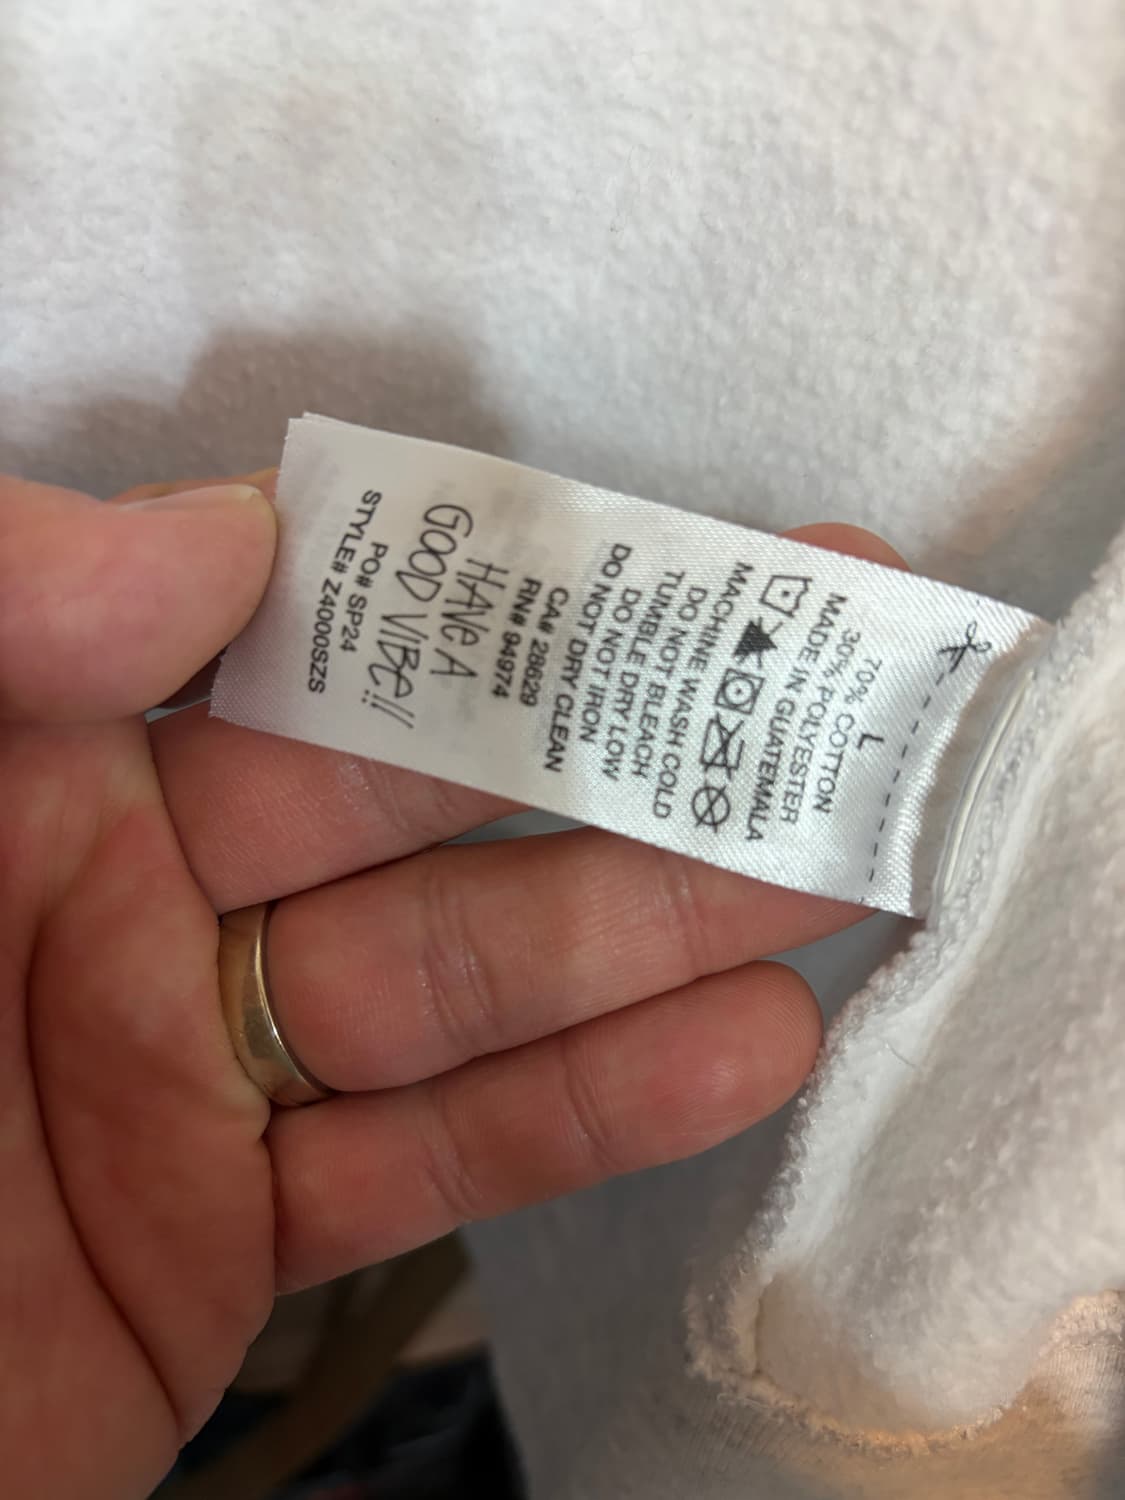 L
70% COTTON
30% POLYESTER
MADE IN GUATEMALA
MACHINE WASH COLD
DO NOT BLEACH
TUMBLE DRY LOW
DO NOT IRON
DO NOT DRY CLEAN
CA# 28629
RN# 94974
HAVE A
GOOD VIBE!!
PO# SP24
STYLE# Z4000SZS